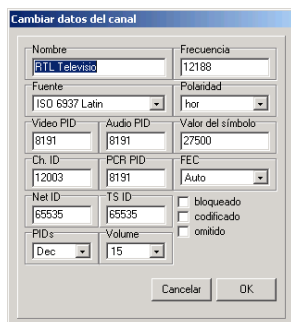 Cambiar datos del canal
Nombre Frecuencia
RTL Televisio 12188
Fuente Polaridad
ISO 6937 Latin hor
Video PID Audio PID Valor del símbolo
8191 8191 27500
Ch. ID PCR PID FEC
12003 8191 Auto
Net ID TS ID bloqueado
65535 65535 codificado
PIDs Volume omitido
Dec 15
Cancelar OK